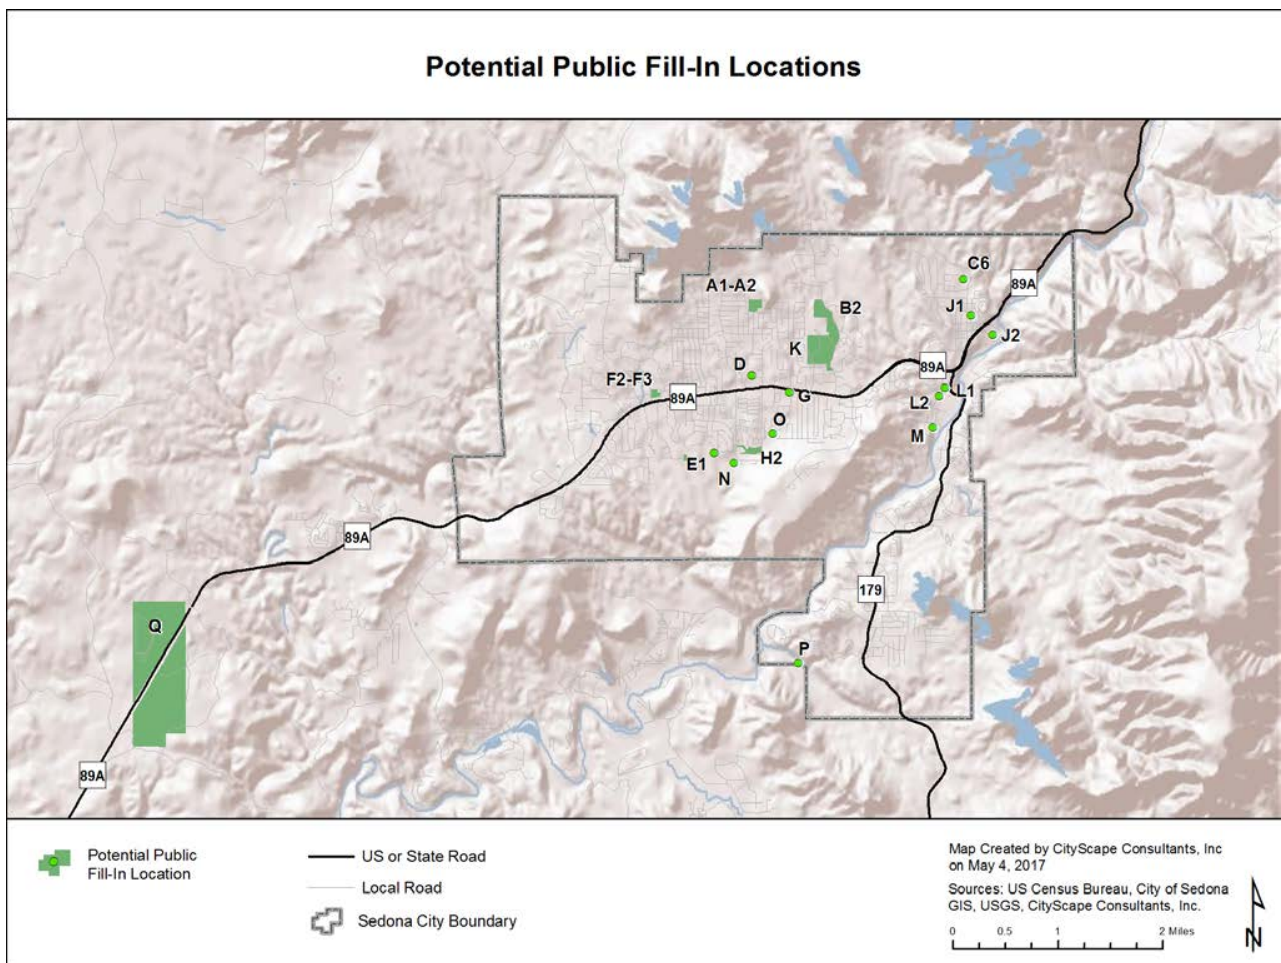 Potential Public Fill-In Locations
C6
89A
A1-A2
B2
J1
J2
K
D
89A
F2-F3
89A
G
L1
L2
O
M
E1
H2
N
89A
179
Q
P
89A
Potential Public
Fill-In Location
US or State Road
Local Road
Sedona City Boundary
Map Created by CityScape Consultants, Inc
on May 4, 2017
Sources: US Census Bureau, City of Sedona
GIS, USGS, CityScape Consultants, Inc.
0 0.5 1 2 Miles
N